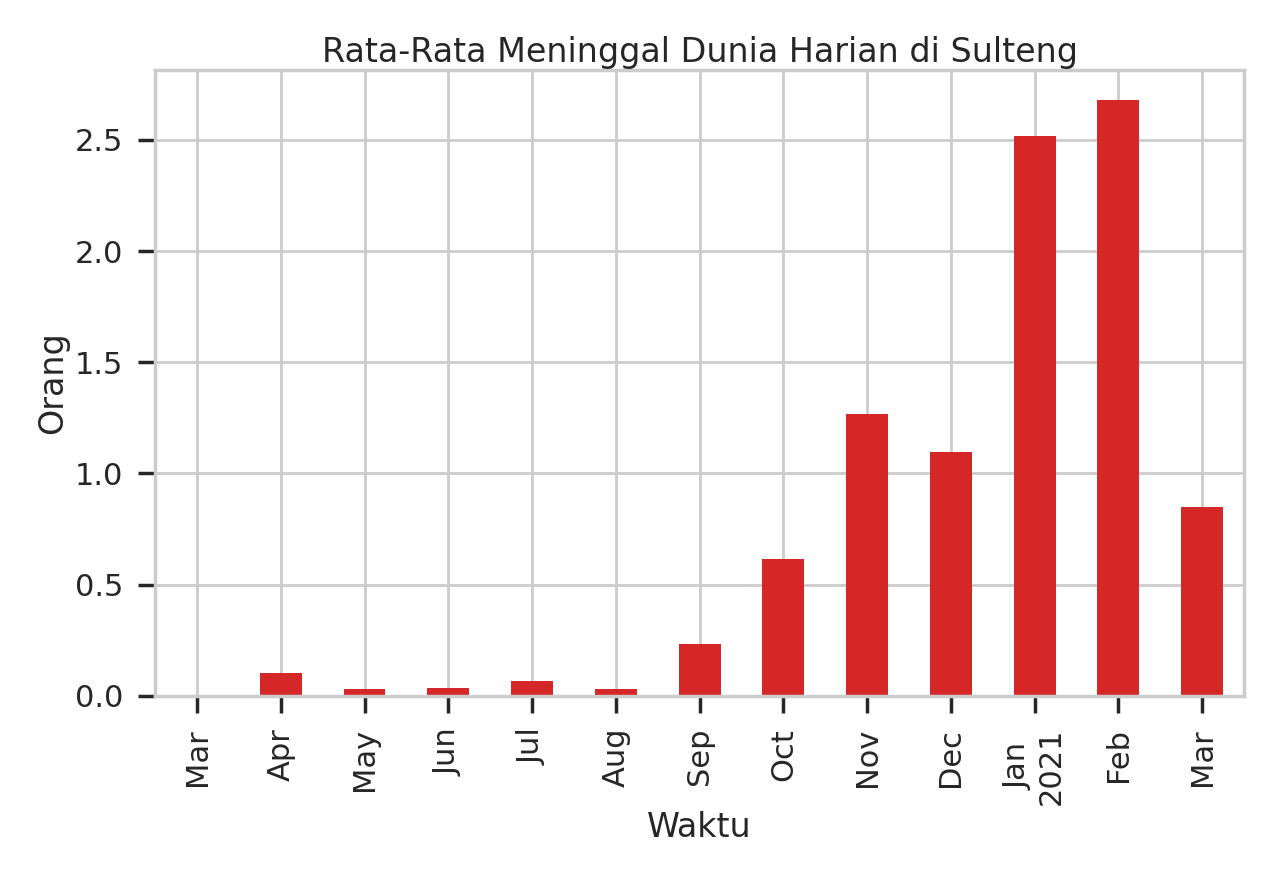 Rata-Rata Meninggal Dunia Harian di Sulteng
Orang
2.5
2.0
1.5
1.0
0.5
0.0
Mar
Apr
May
Jun
Jul
Aug
Sep
Oct
Nov
Dec
Jan
2021
Feb
Mar
Waktu